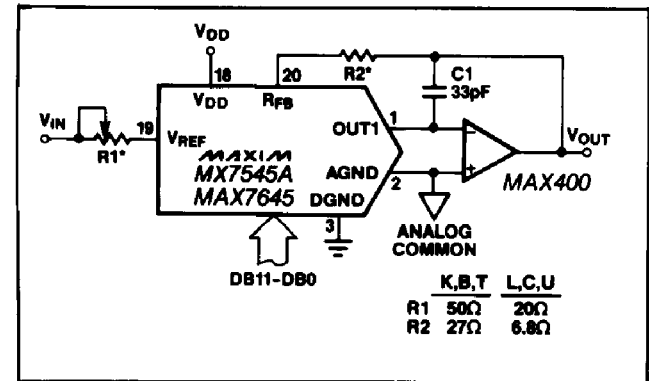 VDD
18
20
R2*
C1
33pF
VDD
RFB
VIN
19
R1*
VREF
OUT1
1
VOUT
MAXIM
MX7545A
MAX7645
AGND
2
DGND
3
MAX400
ANALOG
COMMON
DB11-DB0
K,B,T L,C,U
R1 50Ω 20Ω
R2 27Ω 6.8Ω
−
+